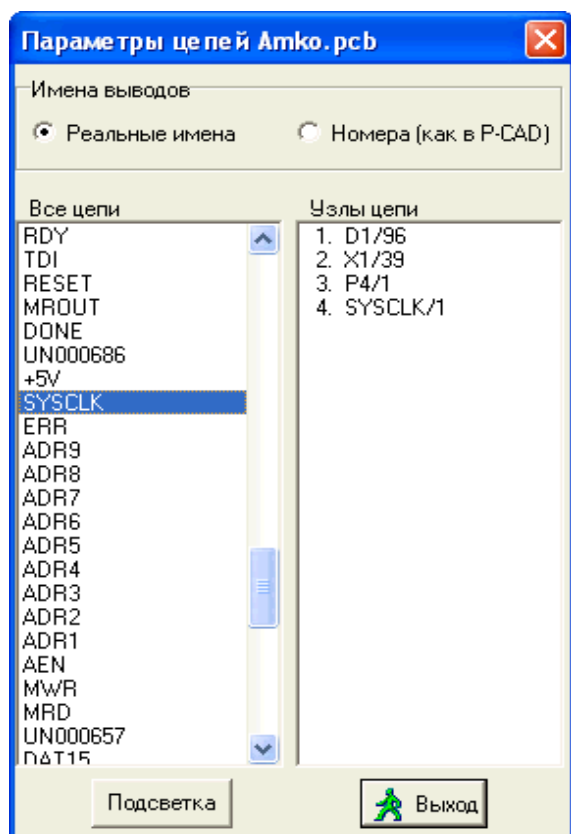 Параметры цепей Amko.pcb
Имена выводов
Реальные имена
Номера (как в P-CAD)
Все цепи
RDY
TDI
RESET
MROUT
DONE
UN000686
+5V
SYSCLK
ERR
ADR9
ADR8
ADR7
ADR6
ADR5
ADR4
ADR3
ADR2
ADR1
AEN
MWR
MRD
UN000657
DAT15
Узлы цепи
1. D1/96
2. X1/39
3. P4/1
4. SYSCLK/1
Подсветка
Выход